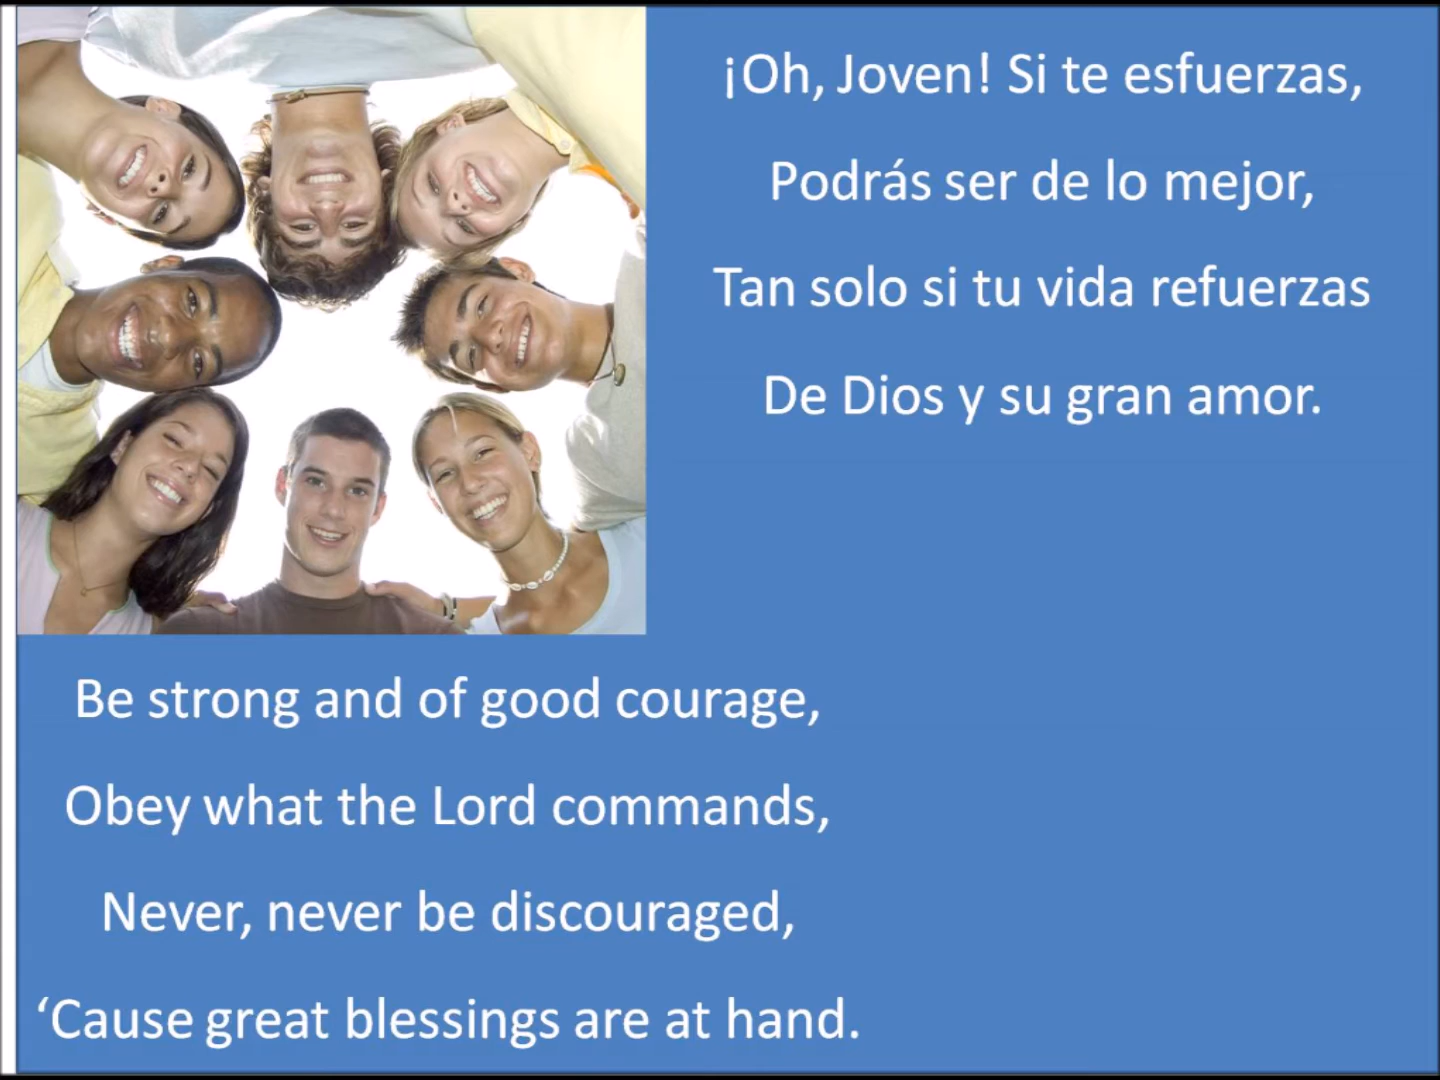 ¡Oh, Joven! Si te esfuerzas,
Podrás ser de lo mejor,
Tan solo si tu vida refuerzas
De Dios y su gran amor.
Be strong and of good courage,
Obey what the Lord commands,
Never, never be discouraged,
‘Cause great blessings are at hand.